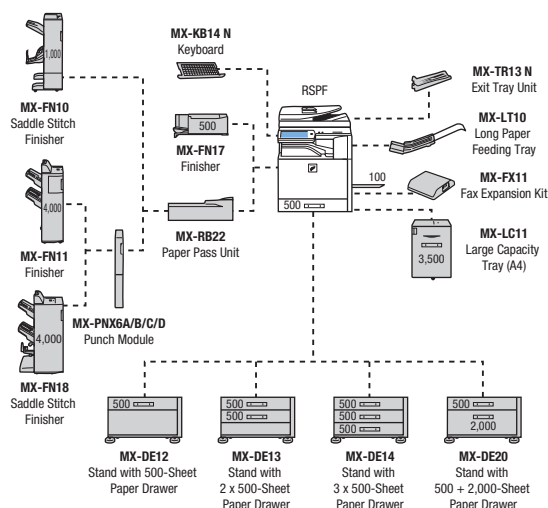 1,000
MX-FN10
Saddle Stitch
Finisher
4,000
MX-FN11
Finisher
4,000
MX-FN18
Saddle Stitch
Finisher
MX-PNX6A/B/C/D
Punch Module
MX-KB14 N
Keyboard
500
MX-FN17
Finisher
MX-RB22
Paper Pass Unit
RSPF
500
100
MX-TR13 N
Exit Tray Unit
MX-LT10
Long Paper
Feeding Tray
MX-FX11
Fax Expansion Kit
3,500
MX-LC11
Large Capacity
Tray (A4)
500
MX-DE12
Stand with 500-Sheet
Paper Drawer
500
500
MX-DE13
Stand with
2 x 500-Sheet
Paper Drawer
500
500
500
MX-DE14
Stand with
3 x 500-Sheet
Paper Drawer
500
2,000
MX-DE20
Stand with
500 + 2,000-Sheet
Paper Drawer